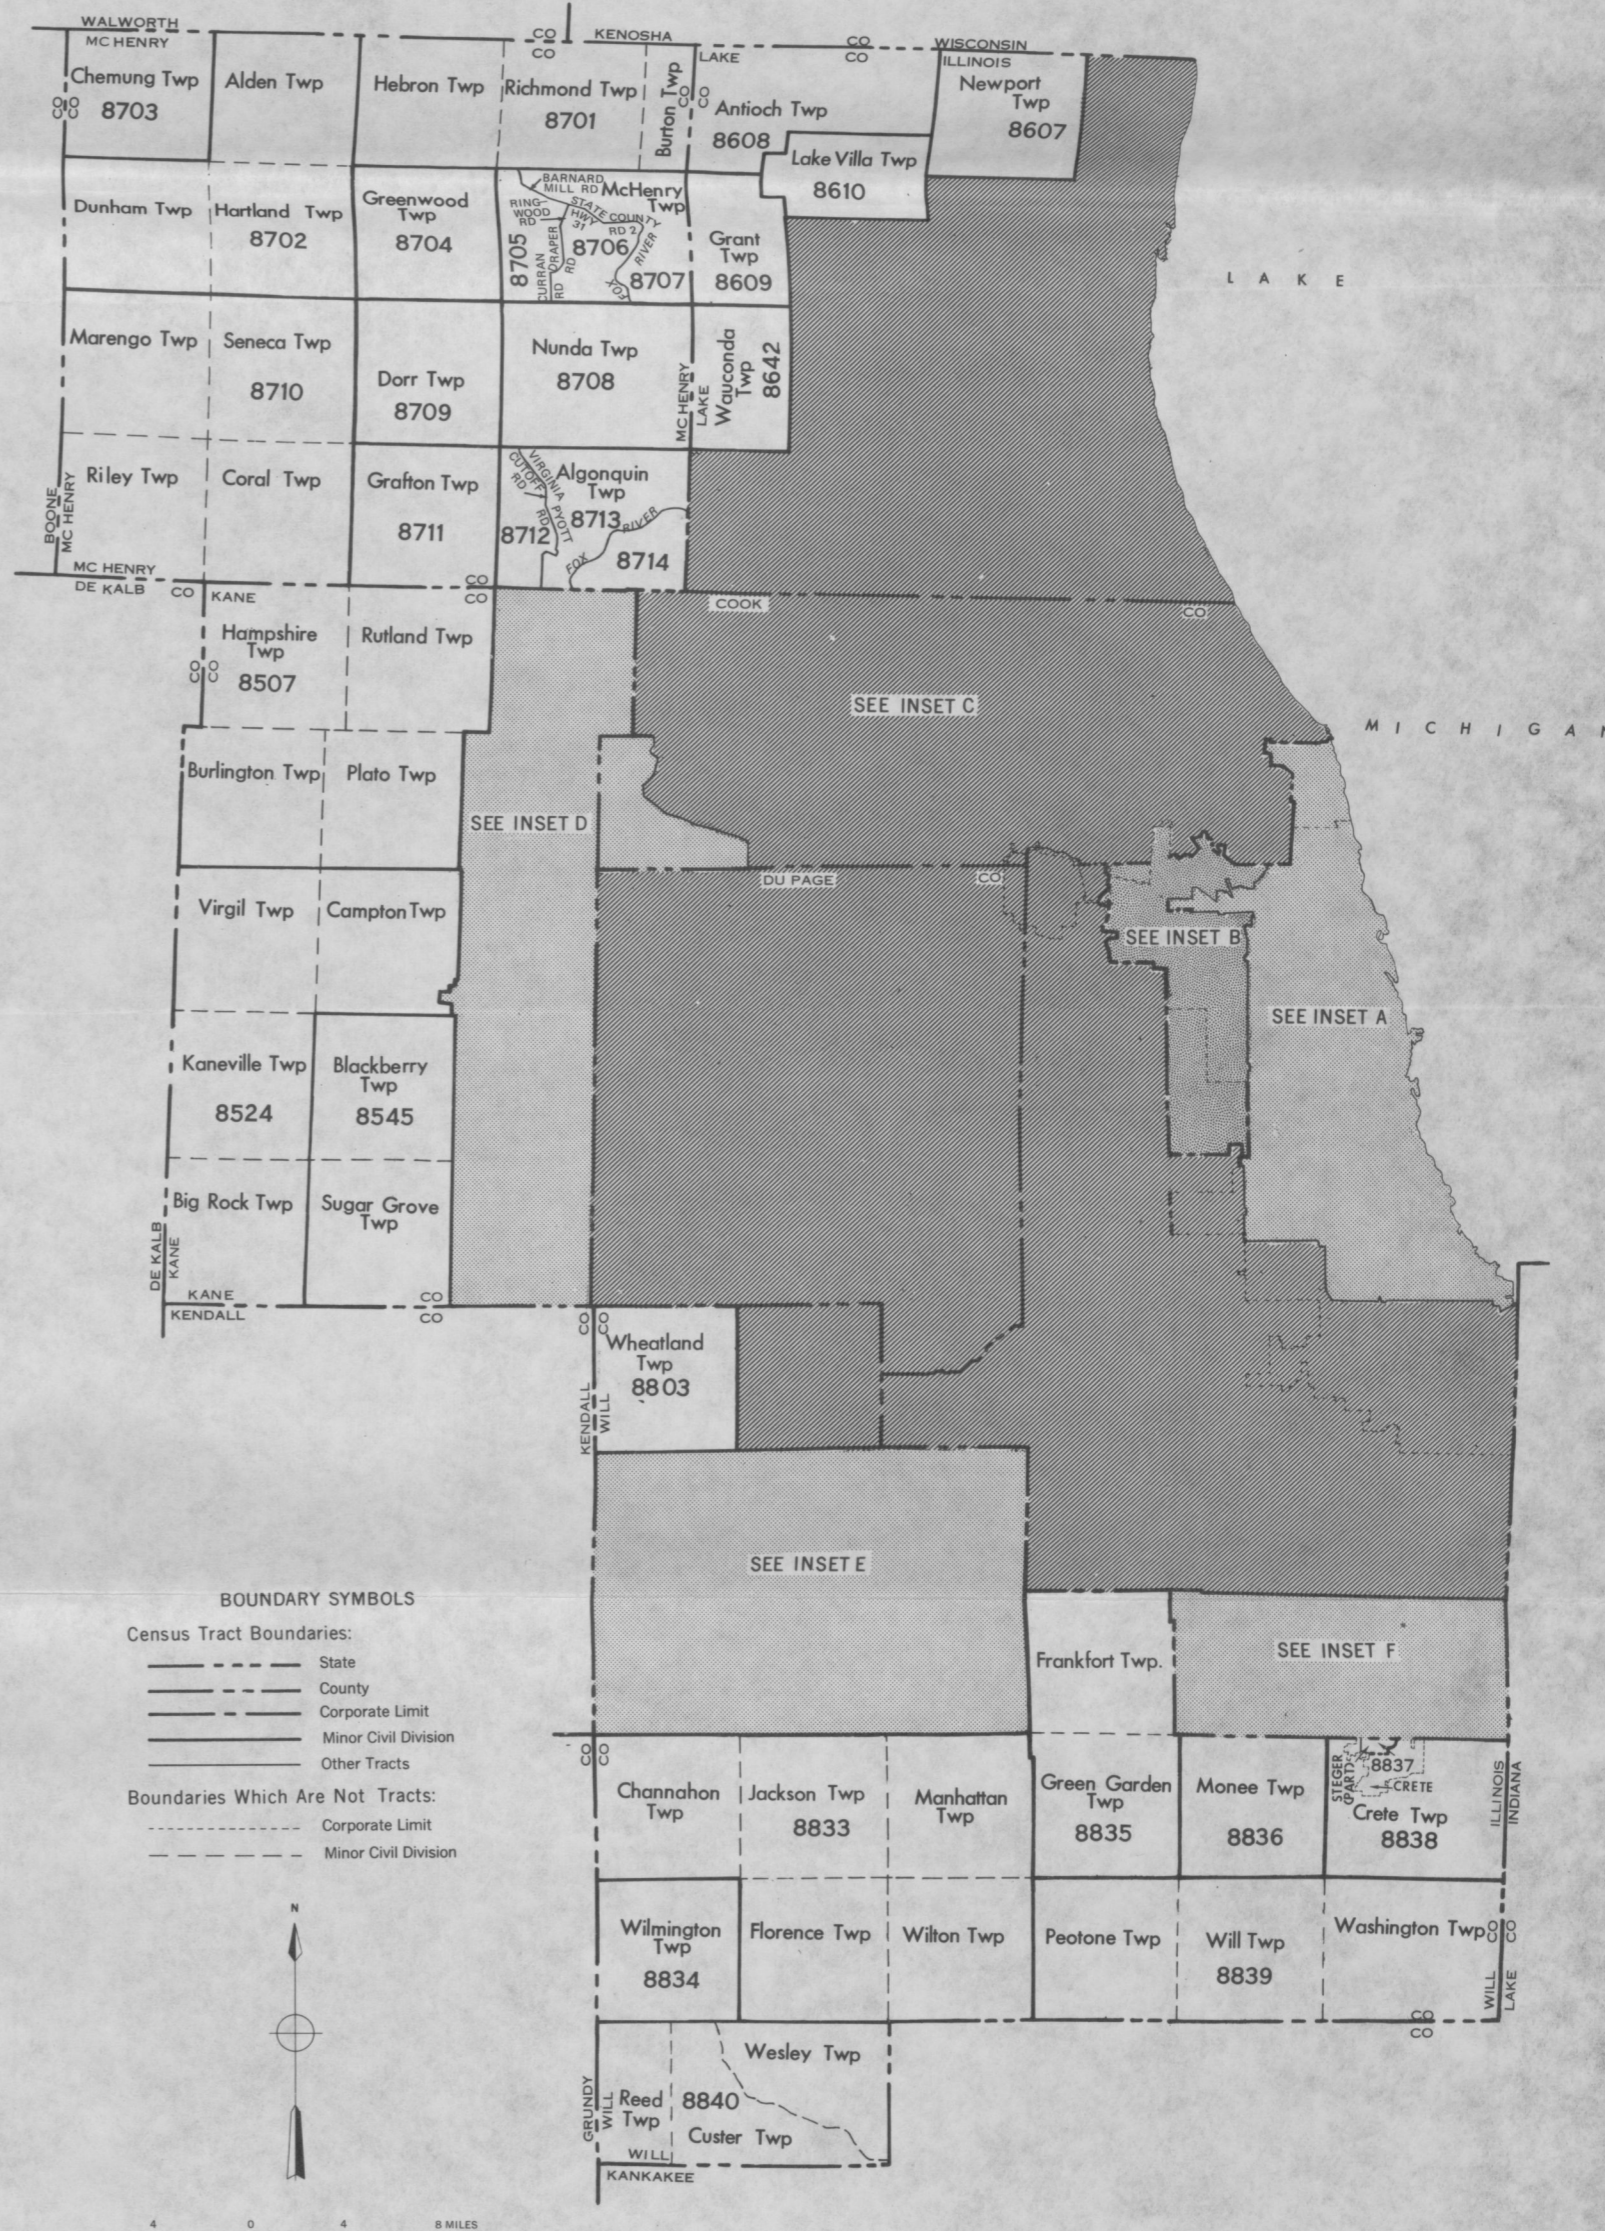 WALWORTH
MC HENRY
CO
CO
KENOSHA
LAKE
CO
CO
WISCONSIN
ILLINOIS
Chemung Twp
8703
CO
CO
Alden Twp
Hebron Twp
Richmond Twp
8701
Burton Twp
CO
CO
Antioch Twp
8608
Newport
Twp
8607
Lake Villa Twp
8610
Dunham Twp
Hartland Twp
8702
Greenwood
Twp
8704
BARNARD
MILL RD
McHenry
Twp
RING-
WOOD
RD
STATE
HWY
31
COUNTY
RD 2
8705
CURRAN
RD
DRAPER
RD
8706
FOX
RIVER
8707
Grant
Twp
8609
LAKE
Marengo Twp
Seneca Twp
8710
Dorr Twp
8709
Nunda Twp
8708
MC HENRY
LAKE
Wauconda
Twp
8642
Riley Twp
Coral Twp
Grafton Twp
8711
VIRGINIA
CUTOFF
RD
RD
PYOTT
Algonquin
Twp
8712
8713
FOX
RIVER
8714
BOONE
MC HENRY
MC HENRY
DE KALB
CO
KANE
CO
CO
COOK
CO
Hampshire
Twp
8507
CO
CO
Rutland Twp
SEE INSET C
MICHIGAN
Burlington Twp
Plato Twp
SEE INSET D
DU PAGE
CO
Virgil Twp
Campton Twp
SEE INSET B
SEE INSET A
Kaneville Twp
8524
Blackberry
Twp
8545
Big Rock Twp
Sugar Grove
Twp
DE KALB
KANE
KANE
KENDALL
CO
CO
CO
CO
Wheatland
Twp
8803
KENDALL
WILL
SEE INSET E
BOUNDARY SYMBOLS
Census Tract Boundaries:
State
County
Corporate Limit
Minor Civil Division
Other Tracts
Boundaries Which Are Not Tracts:
Corporate Limit
Minor Civil Division
Frankfort Twp.
SEE INSET F
CO
CO
Channahon
Twp
Jackson Twp
8833
Manhattan
Twp
Green Garden
Twp
8835
Monee Twp
8836
STEGER
(PART)
8837
CRETE
Crete Twp
8838
ILLINOIS
INDIANA
Wilmington
Twp
8834
Florence Twp
Wilton Twp
Peotone Twp
Will Twp
8839
Washington Twp
CO
CO
WILL
LAKE
CO
CO
N
Wesley Twp
Reed
Twp
8840
Custer Twp
GRUNDY
WILL
WILL
KANKAKEE
4 0 4 8 MILES